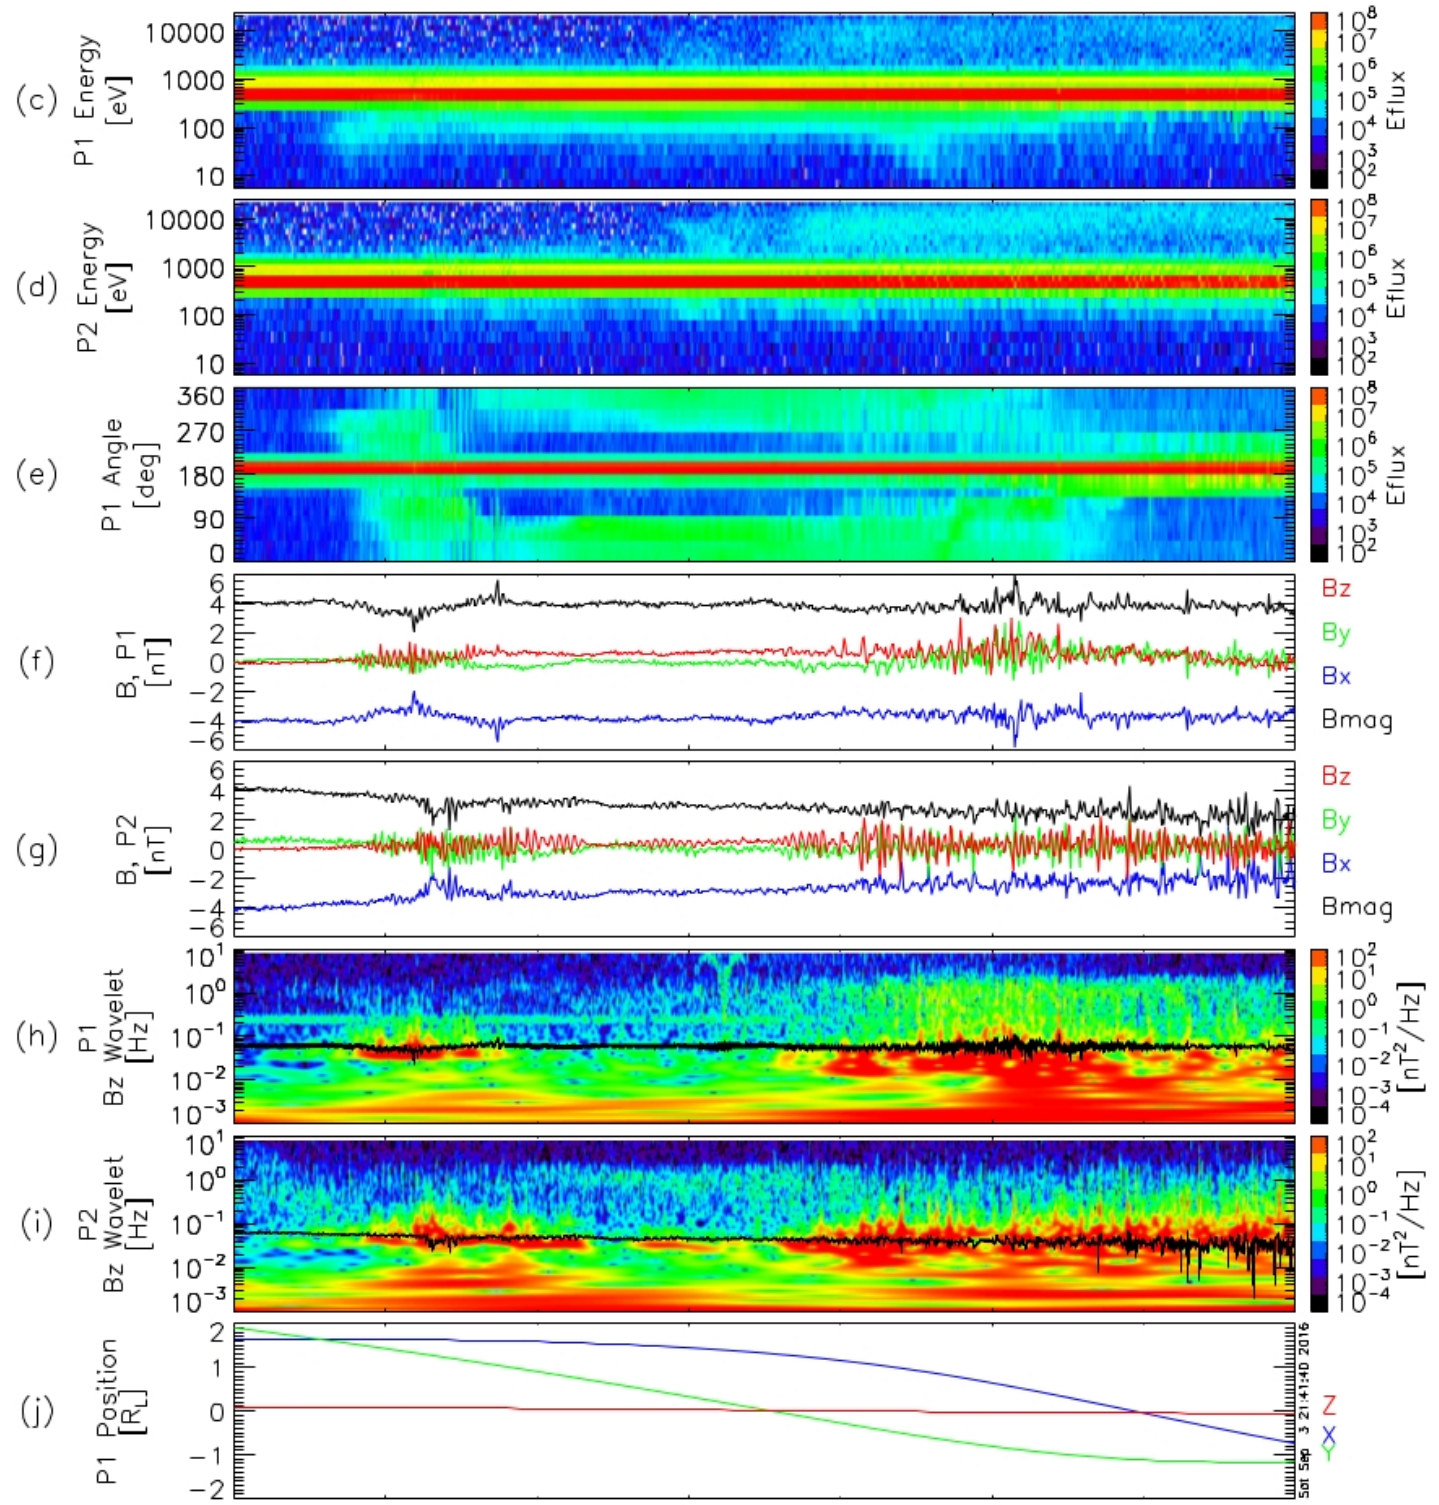 (c)
P1 Energy
[eV]
10000
1000
100
10
10^8
10^7
10^6
10^5
10^4
10^3
10^2
Eflux
(d)
P2 Energy
[eV]
10000
1000
100
10
10^8
10^7
10^6
10^5
10^4
10^3
10^2
Eflux
(e)
P1 Angle
[deg]
360
270
180
90
0
10^8
10^7
10^6
10^5
10^4
10^3
10^2
Eflux
(f)
B, P1
[nT]
6
4
2
0
-2
-4
-6
Bz
By
Bx
Bmag
(g)
B, P2
[nT]
6
4
2
0
-2
-4
-6
Bz
By
Bx
Bmag
(h)
P1
Bz Wavelet
[Hz]
10^1
10^0
10^-1
10^-2
10^-3
10^2
10^1
10^0
10^-1
10^-2
10^-3
10^-4
[nT^2/Hz]
(i)
P2
Bz Wavelet
[Hz]
10^1
10^0
10^-1
10^-2
10^-3
10^2
10^1
10^0
10^-1
10^-2
10^-3
10^-4
[nT^2/Hz]
(j)
P1 Position
[R_L]
2
1
0
-1
-2
Z
X
Y
Sat Sep 3 21:41:40 2016